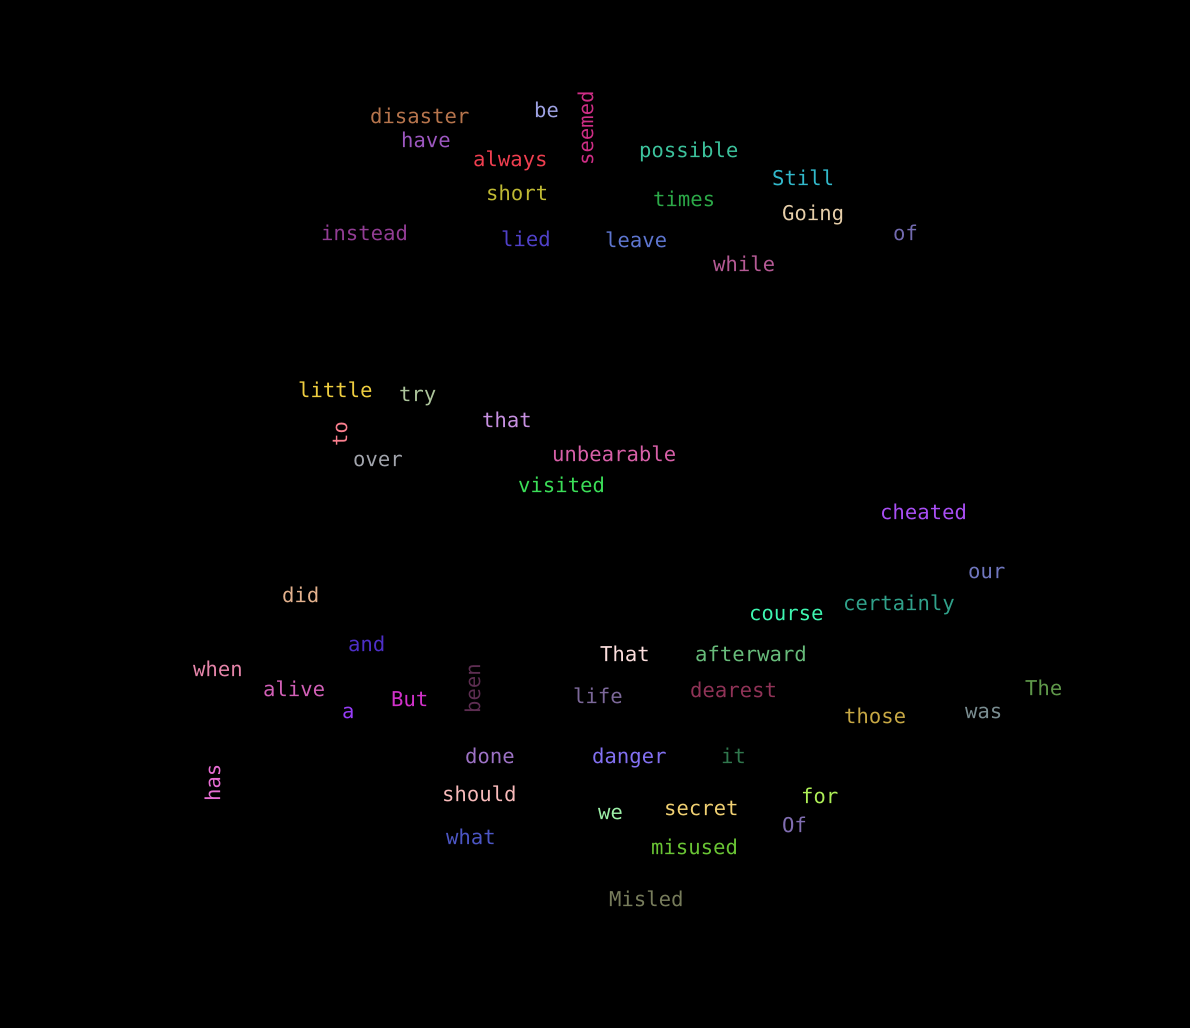 disaster be seemed
have
always possible
Still
short times
Going
instead lied leave of
while
little try
that
to
over unbearable
visited
cheated
our
did certainly
course
and That afterward
when
alive But been life dearest The
a those was
done danger it
has
should we secret for
Of
what misused
Misled